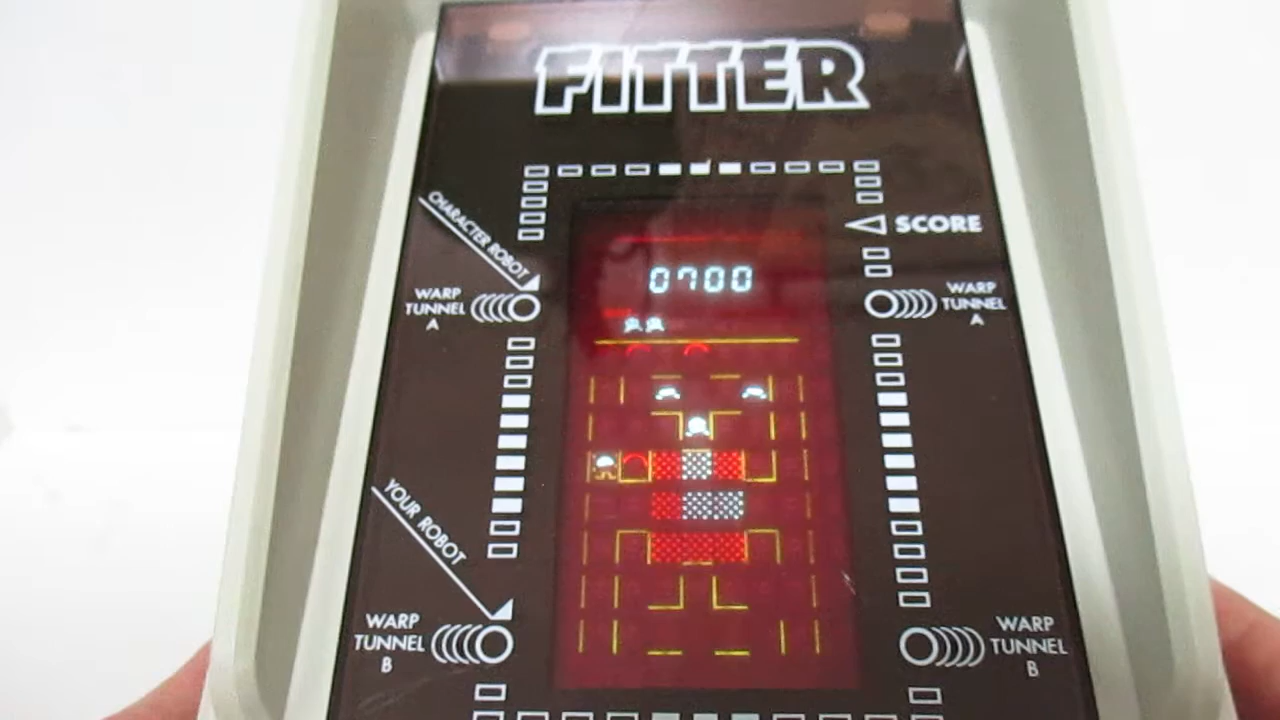 FITTER
CHARACTER ROBOT
SCORE
0700
WARP
TUNNEL
A
WARP
TUNNEL
A
YOUR ROBOT
WARP
TUNNEL
B
WARP
TUNNEL
B